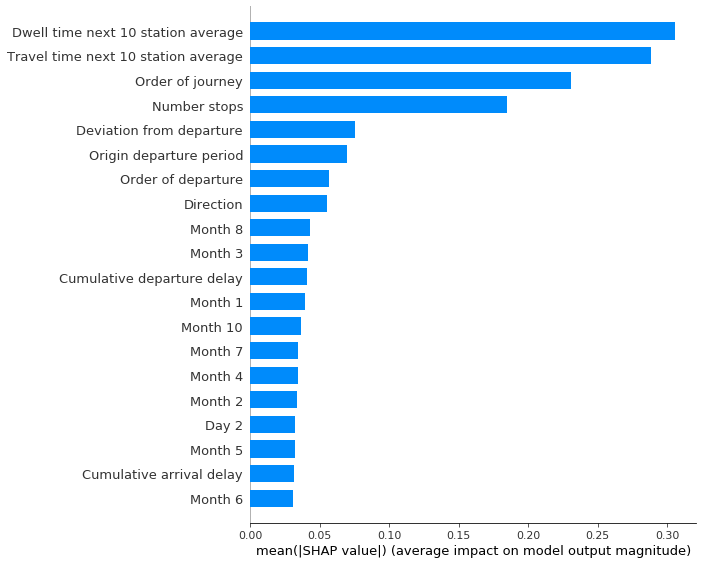 Dwell time next 10 station average
Travel time next 10 station average
Order of journey
Number stops
Deviation from departure
Origin departure period
Order of departure
Direction
Month 8
Month 3
Cumulative departure delay
Month 1
Month 10
Month 7
Month 4
Month 2
Day 2
Month 5
Cumulative arrival delay
Month 6
0.00 0.05 0.10 0.15 0.20 0.25 0.30
mean(|SHAP value|) (average impact on model output magnitude)